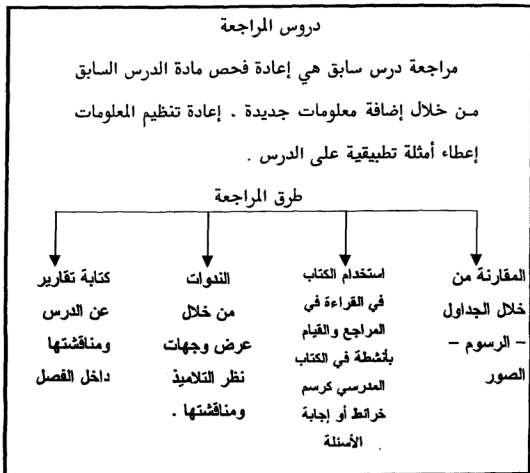 دروس المراجعة
مراجعة درس سابق هي إعادة فحص مادة الدرس السابق
من خلال إضافة معلومات جديدة . إعادة تنظيم المعلومات
إعطاء أمثلة تطبيقية على الدرس .
طرق المراجعة
المقارنة من
خلال الجداول
– الرسوم –
الصور
استخدام الكتاب
في القراءة في
المراجع والقيام
بأنشطة في الكتاب
المدرسي كرسم
خرائط أو إجابة
الأسئلة
الندوات
من خلال
عرض وجهات
نظر التلاميذ
ومناقشتها .
كتابة تقارير
عن الدرس
ومناقشتها
داخل الفصل